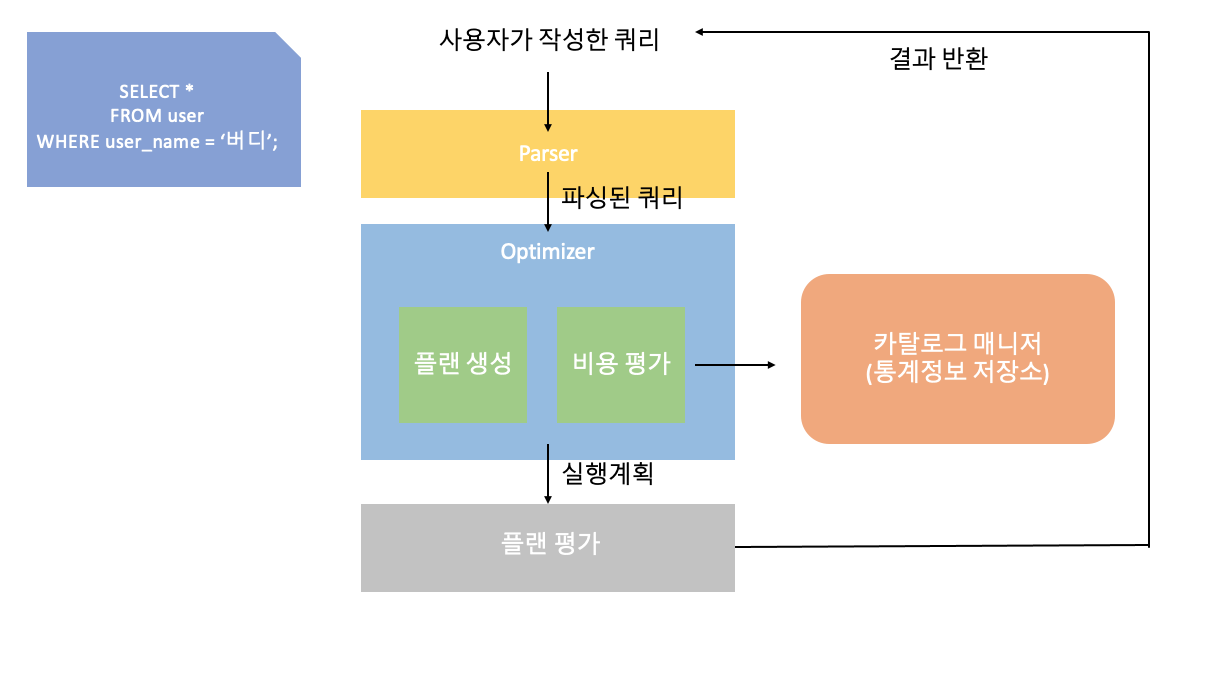 SELECT *
FROM user
WHERE user_name = ‘버디’;
사용자가 작성한 쿼리
결과 반환
Parser
파싱된 쿼리
Optimizer
플랜 생성
비용 평가
카탈로그 매니저
(통계정보 저장소)
실행계획
플랜 평가